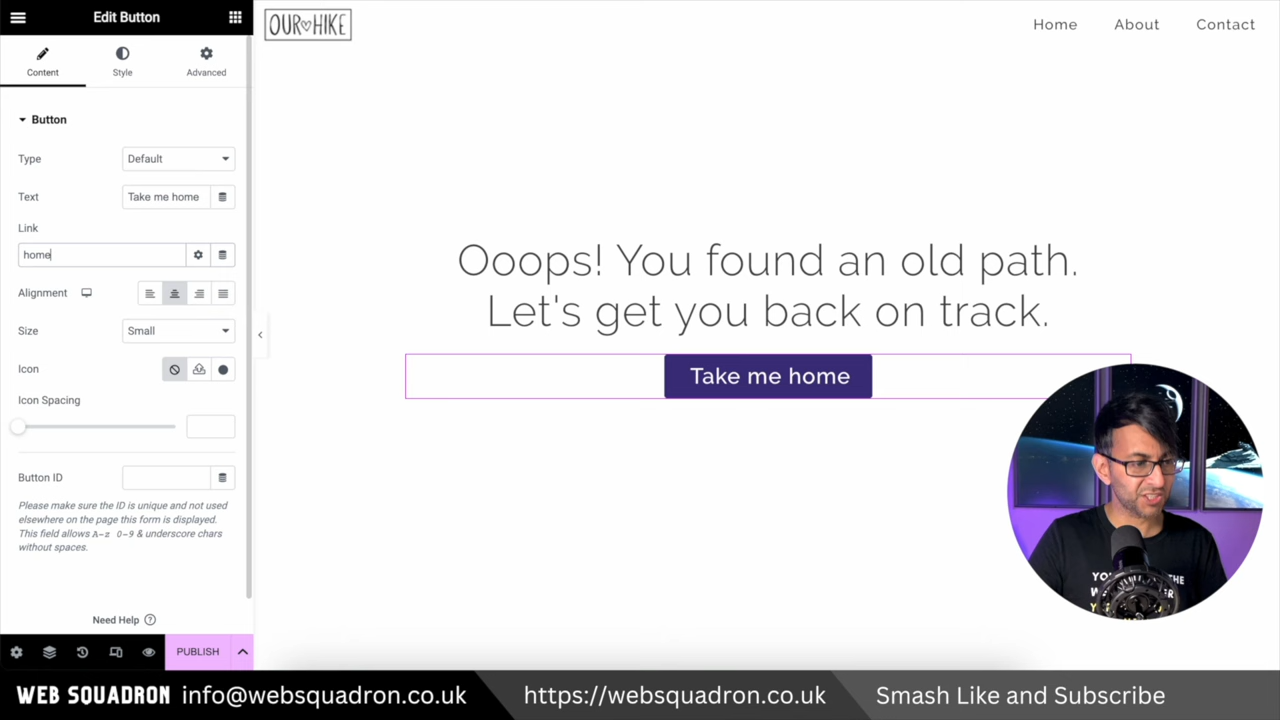 Edit Button
Content
Style
Advanced
Button
Type
Default
Text
Take me home
Link
home
Alignment
Size
Small
Icon
Icon Spacing
Button ID
Please make sure the ID is unique and not used
elsewhere on the page this form is displayed.
This field allows A-z 0-9 & underscore chars
without spaces.
Need Help
PUBLISH
OUR HIKE
Home
About
Contact
Ooops! You found an old path.
Let's get you back on track.
Take me home
WEB SQUADRON info@websquadron.co.uk
https://websquadron.co.uk
Smash Like and Subscribe